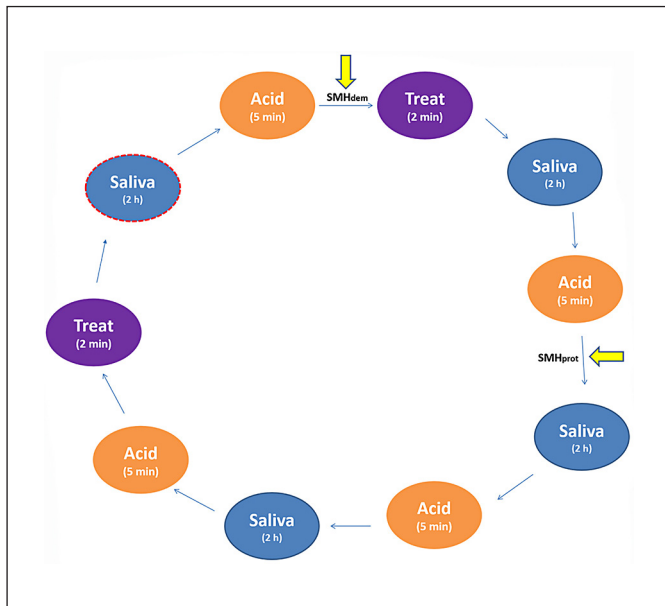 Acid
(5 min)
SMHdem
Treat
(2 min)
Saliva
(2 h)
Acid
(5 min)
SMHprot
Saliva
(2 h)
Acid
(5 min)
Saliva
(2 h)
Acid
(5 min)
Treat
(2 min)
Saliva
(2 h)